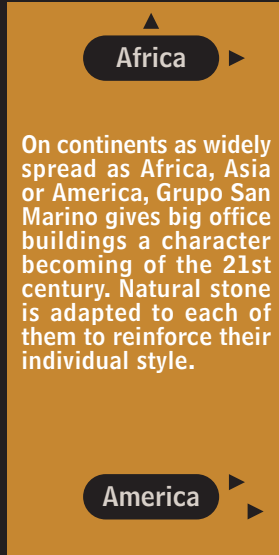 Africa
On continents as widely
spread as Africa, Asia
or America, Grupo San
Marino gives big office
buildings a character
becoming of the 21st
century. Natural stone
is adapted to each of
them to reinforce their
individual style.
America